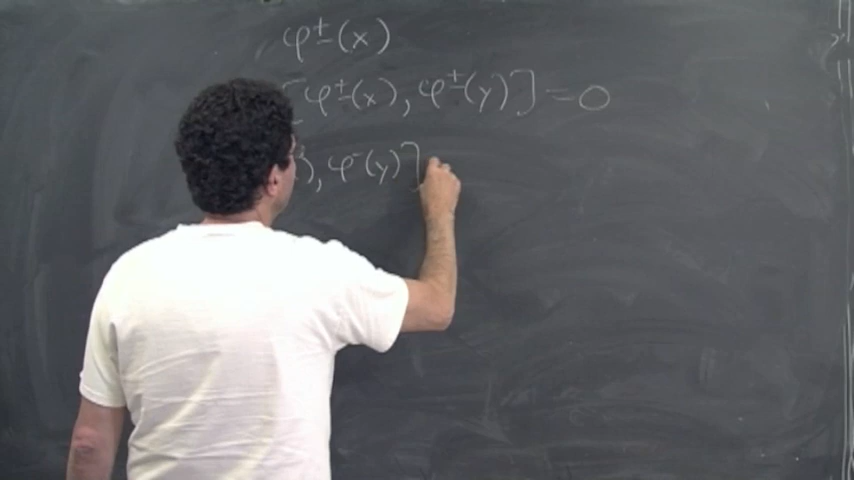 φ±(x)
[φ±(x), φ±(y)] = 0
), φ-(y)]